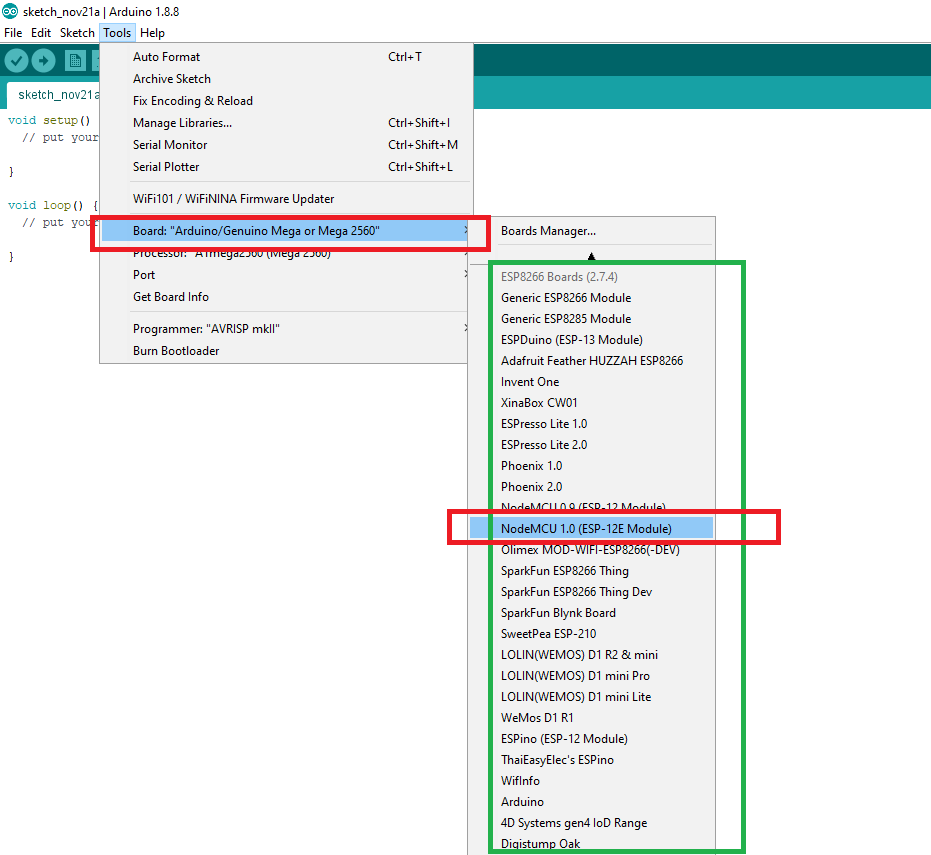 sketch_nov21a | Arduino 1.8.8
File Edit Sketch Tools Help
sketch_nov21a
void setup()
// put your
}
void loop() {
// put your
}
Auto Format Ctrl+T
Archive Sketch
Fix Encoding & Reload
Manage Libraries... Ctrl+Shift+I
Serial Monitor Ctrl+Shift+M
Serial Plotter Ctrl+Shift+L
WiFi101 / WiFiNINA Firmware Updater
Board: "Arduino/Genuino Mega or Mega 2560"
Processor: "ATmega2560 (Mega 2560)"
Port
Get Board Info
Programmer: "AVRISP mkII"
Burn Bootloader
Boards Manager...
ESP8266 Boards (2.7.4)
Generic ESP8266 Module
Generic ESP8285 Module
ESPDuino (ESP-13 Module)
Adafruit Feather HUZZAH ESP8266
Invent One
XinaBox CW01
ESPresso Lite 1.0
ESPresso Lite 2.0
Phoenix 1.0
Phoenix 2.0
NodeMCU 0.9 (ESP-12 Module)
NodeMCU 1.0 (ESP-12E Module)
Olimex MOD-WIFI-ESP8266(-DEV)
SparkFun ESP8266 Thing
SparkFun ESP8266 Thing Dev
SparkFun Blynk Board
SweetPea ESP-210
LOLIN(WEMOS) D1 R2 & mini
LOLIN(WEMOS) D1 mini Pro
LOLIN(WEMOS) D1 mini Lite
WeMos D1 R1
ESPino (ESP-12 Module)
ThaiEasyElec's ESPino
WifInfo
Arduino
4D Systems gen4 IoD Range
Digistump Oak